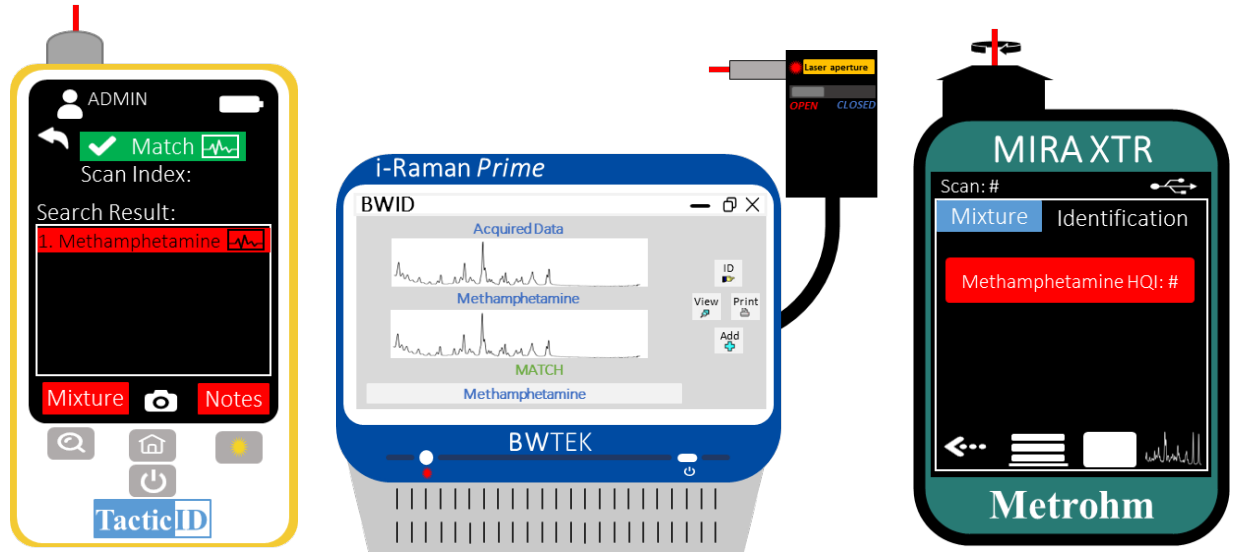 ADMIN
Match
Scan Index:
Search Result:
1. Methamphetamine
Mixture
Notes
TacticID
i-Raman Prime
BWID
Acquired Data
Methamphetamine
MATCH
Methamphetamine
ID
View
Print
Add
BWTEK
Laser aperture
OPEN
CLOSED
MIRA XTR
Scan: #
Mixture
Identification
Methamphetamine HQI: #
Metrohm